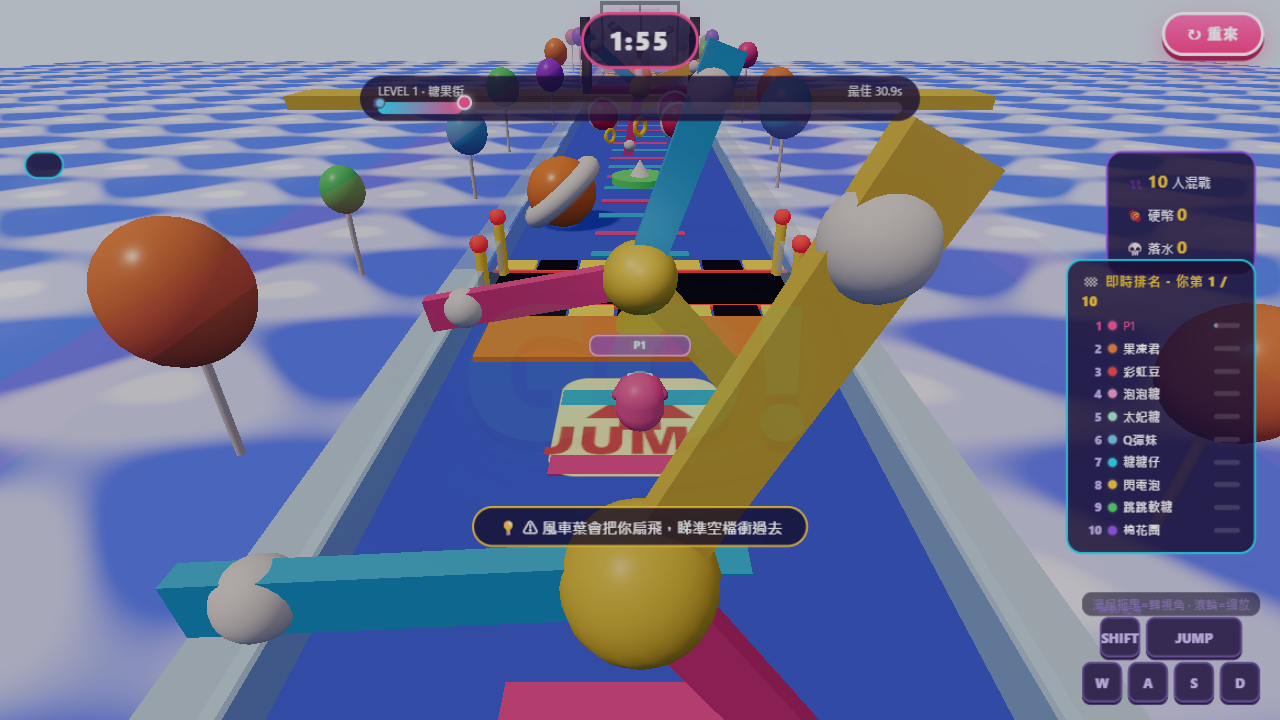 1:55
↻ 重來
LEVEL 1 · 糖果街
最佳 30.9s
10 人混戰
硬幣 0
落水 0
即時排名 - 你第 1 /
10
1 P1
2 果凍君
3 彩虹豆
4 泡泡糖
5 太妃糖
6 Q彈妹
7 糖糖仔
8 閃電泡
9 跳跳軟糖
10 棉花團
P1
JUM
⚠ 風車葉會把你扇飛，睇準空檔衝過去
SHIFT
JUMP
W
A
S
D